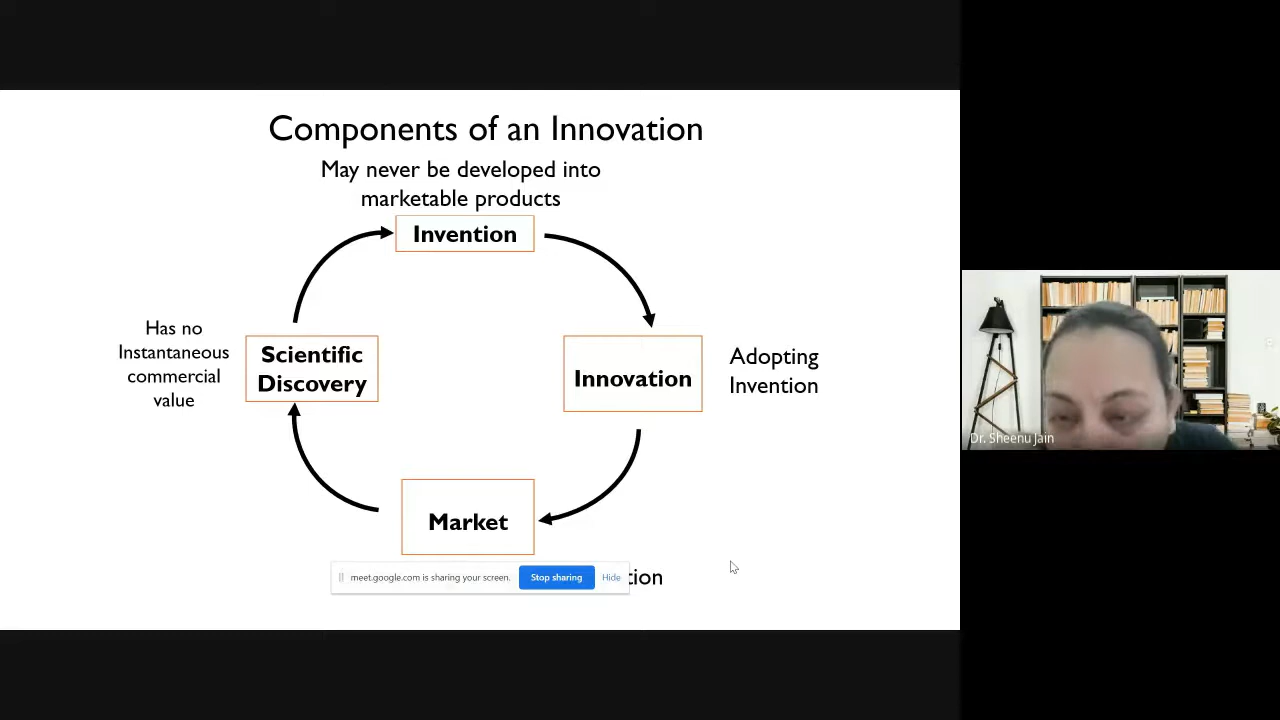 Components of an Innovation
May never be developed into
marketable products
Invention
Has no
Instantaneous
commercial
value
Scientific
Discovery
Innovation
Adopting
Invention
Market
meet.google.com is sharing your screen.
Stop sharing
Hide
Dr. Sheenu Jain